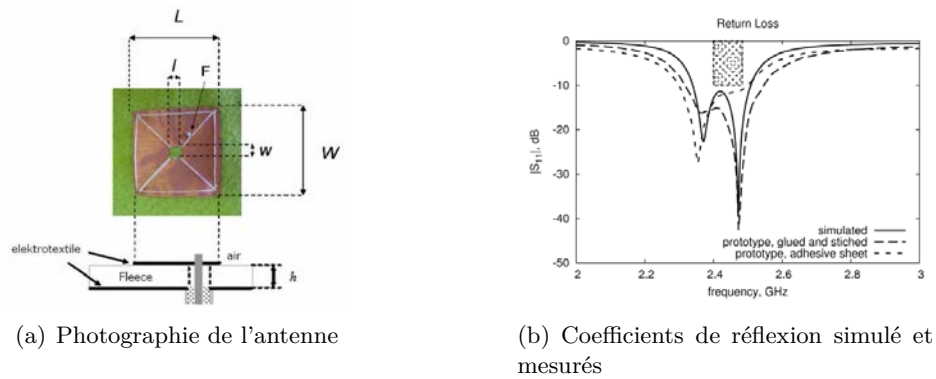 L
l
F
w
W
elektrotextile
air
Fleece
h
(a) Photographie de l'antenne
Return Loss
0
-10
-20
-30
-40
-50
|S11|, dB
simulated
prototype, glued and stiched
prototype, adhesive sheet
2
2.2
2.4
2.6
2.8
3
frequency, GHz
(b) Coefficients de réflexion simulé et
mesurés